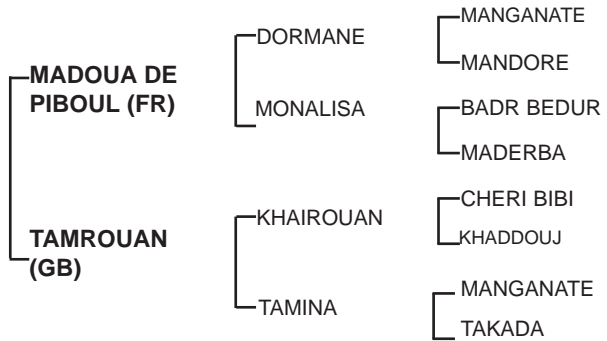 MANGANATE
DORMANE
MANDORE
MADOUA DE
PIBOUL (FR)
BADR BEDUR
MONALISA
MADERBA
CHERI BIBI
KHAIROUAN
KHADDOUJ
TAMROUAN
(GB)
MANGANATE
TAMINA
TAKADA